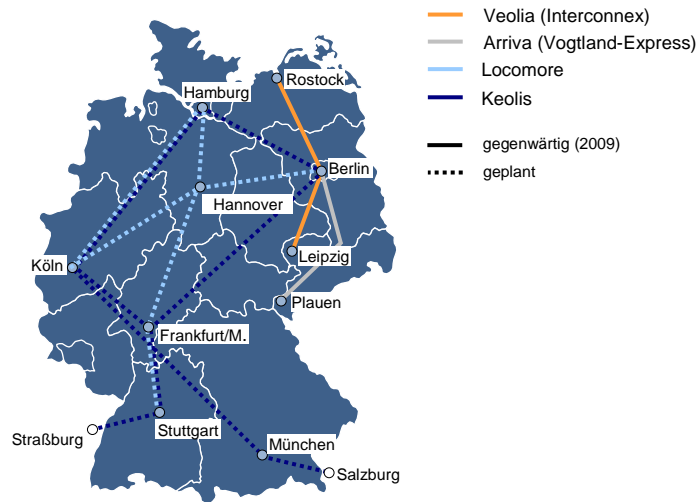 Veolia (Interconnex)
Arriva (Vogtland-Express)
Locomore
Keolis
gegenwärtig (2009)
geplant
Rostock
Hamburg
Berlin
Hannover
Leipzig
Köln
Plauen
Frankfurt/M.
Stuttgart
Straßburg
München
Salzburg